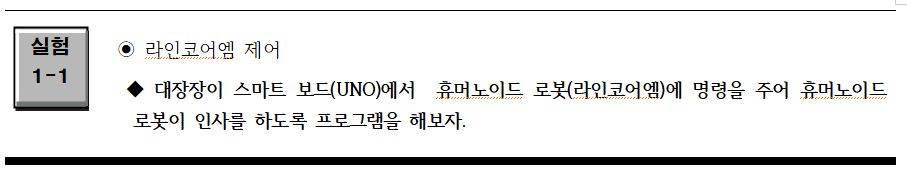 실험
1-1
◉ 라인코어엠 제어
◆ 대장장이 스마트 보드(UNO)에서 휴머노이드 로봇(라인코어엠)에 명령을 주어 휴머노이드
로봇이 인사를 하도록 프로그램을 해보자.